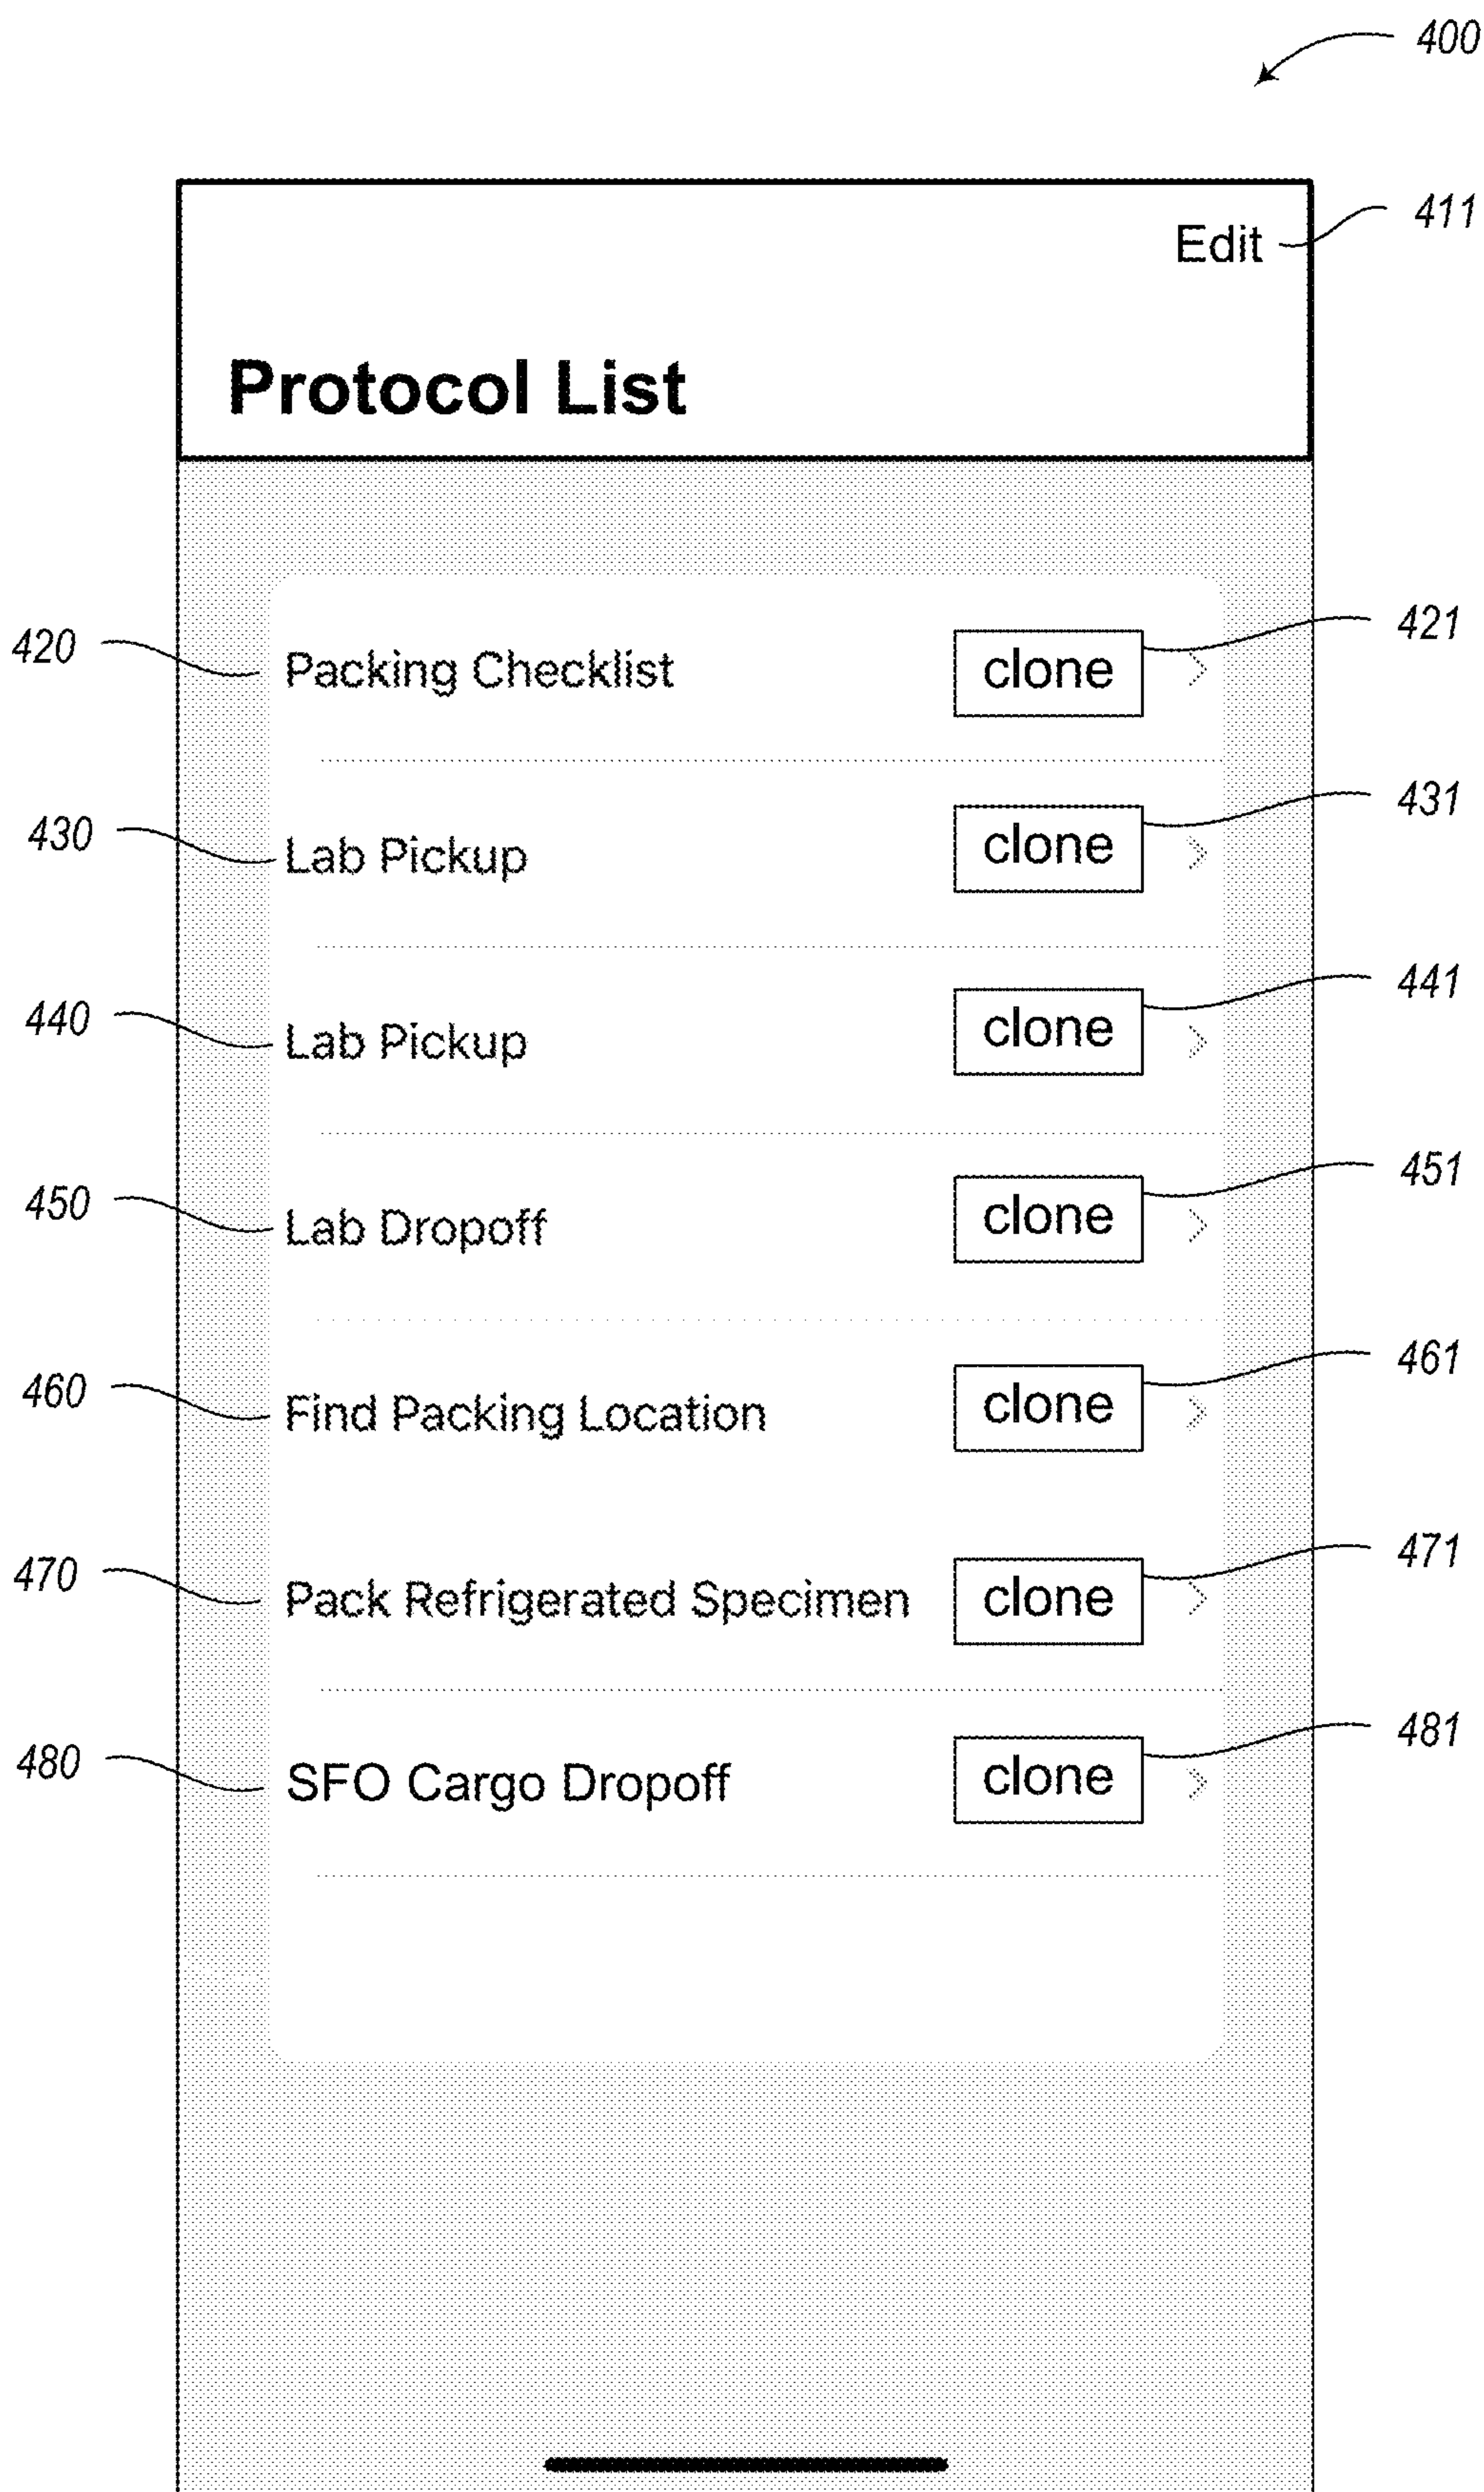 400
Edit 411
Protocol List
420 Packing Checklist clone 421
430 Lab Pickup clone 431
440 Lab Pickup clone 441
450 Lab Dropoff clone 451
460 Find Packing Location clone 461
470 Pack Refrigerated Specimen clone 471
480 SFO Cargo Dropoff clone 481